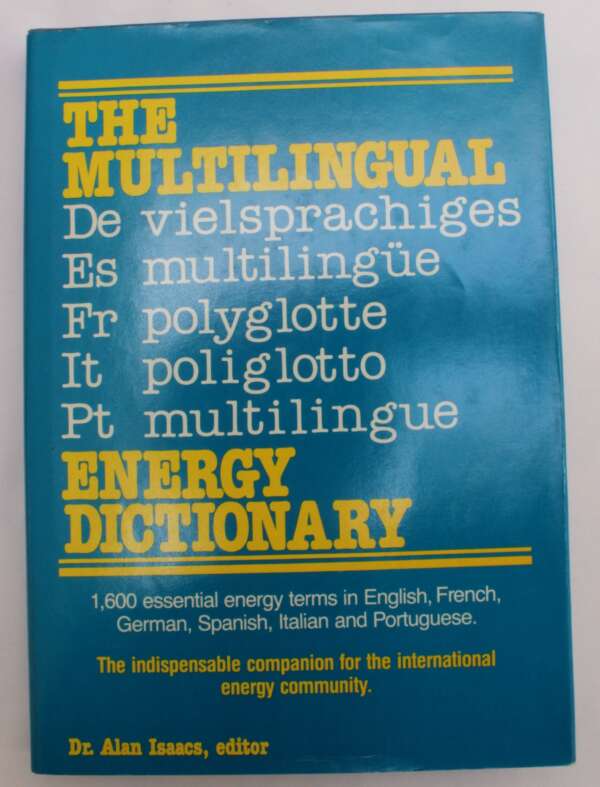 THE
MULTILINGUAL
De vielsprachiges
Es multilingüe
Fr polyglotte
It poliglotto
Pt multilingue
ENERGY
DICTIONARY
1,600 essential energy terms in English, French,
German, Spanish, Italian and Portuguese.
The indispensable companion for the international
energy community.
Dr. Alan Isaacs, editor